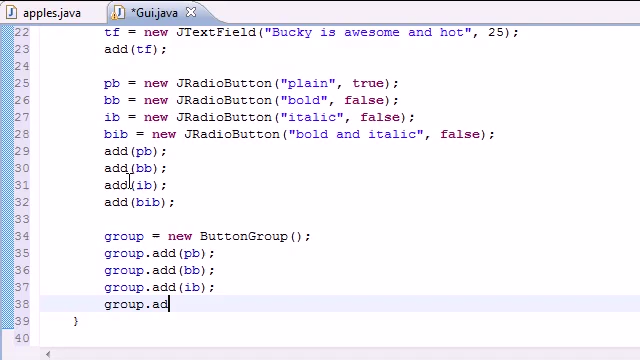 apples.java *Gui.java
22 tf = new JTextField("Bucky is awesome and hot", 25);
23 add(tf);
24
25 pb = new JRadioButton("plain", true);
26 bb = new JRadioButton("bold", false);
27 ib = new JRadioButton("italic", false);
28 bib = new JRadioButton("bold and italic", false);
29 add(pb);
30 add(bb);
31 add(ib);
32 add(bib);
33
34 group = new ButtonGroup();
35 group.add(pb);
36 group.add(bb);
37 group.add(ib);
38 group.ad
39 }
40